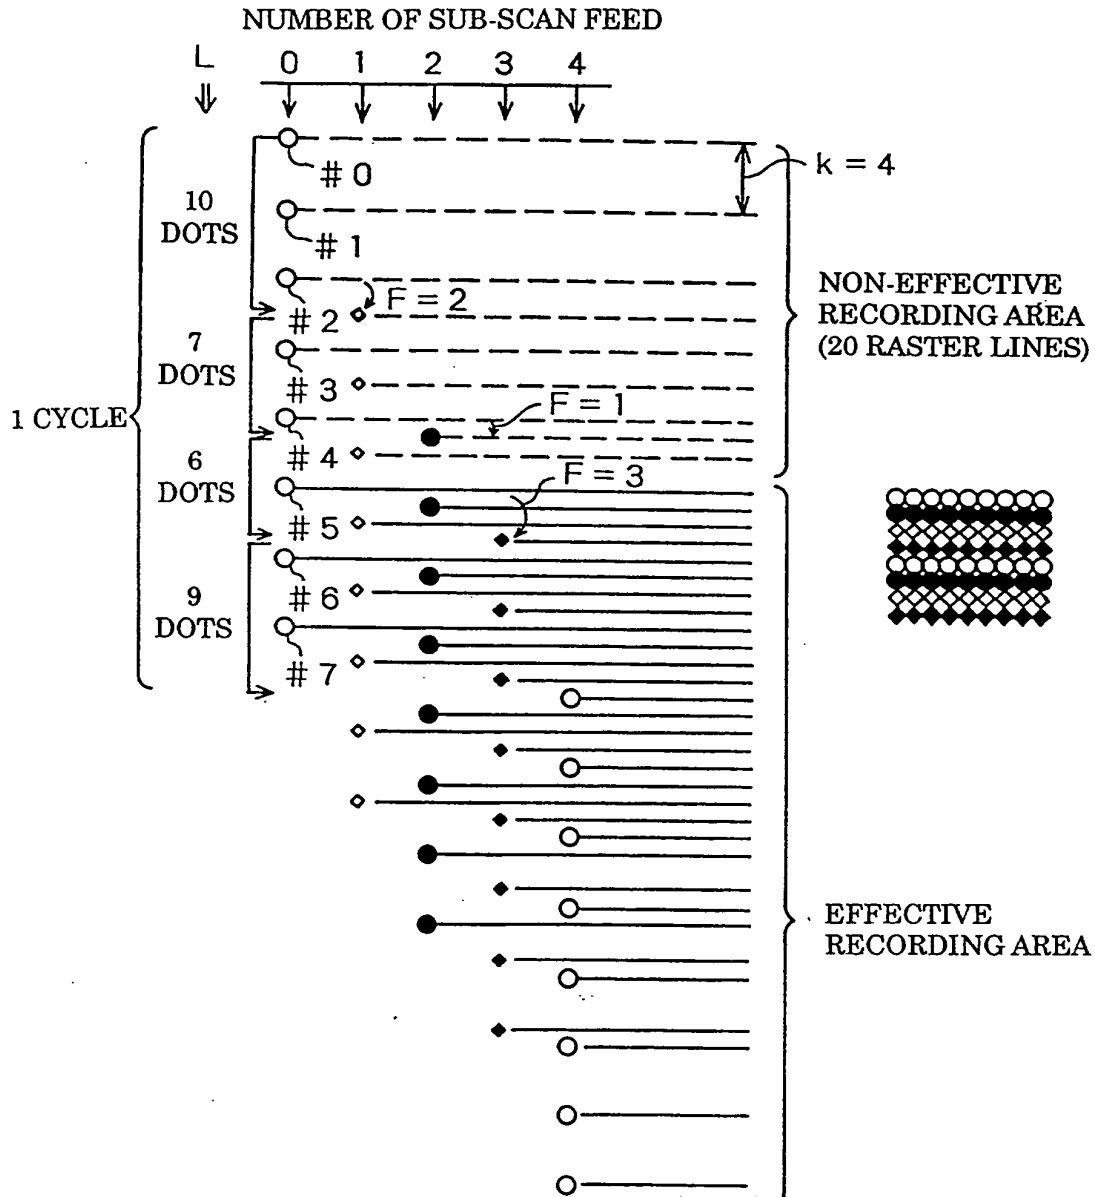 NUMBER OF SUB-SCAN FEED
L 0 1 2 3 4
k = 4
# 0
10
DOTS
# 1
NON-EFFECTIVE
RECORDING AREA
(20 RASTER LINES)
F = 2
# 2
7
DOTS
# 3
1 CYCLE
F = 1
# 4
6
DOTS
F = 3
# 5
# 6
9
DOTS
# 7
EFFECTIVE
RECORDING AREA